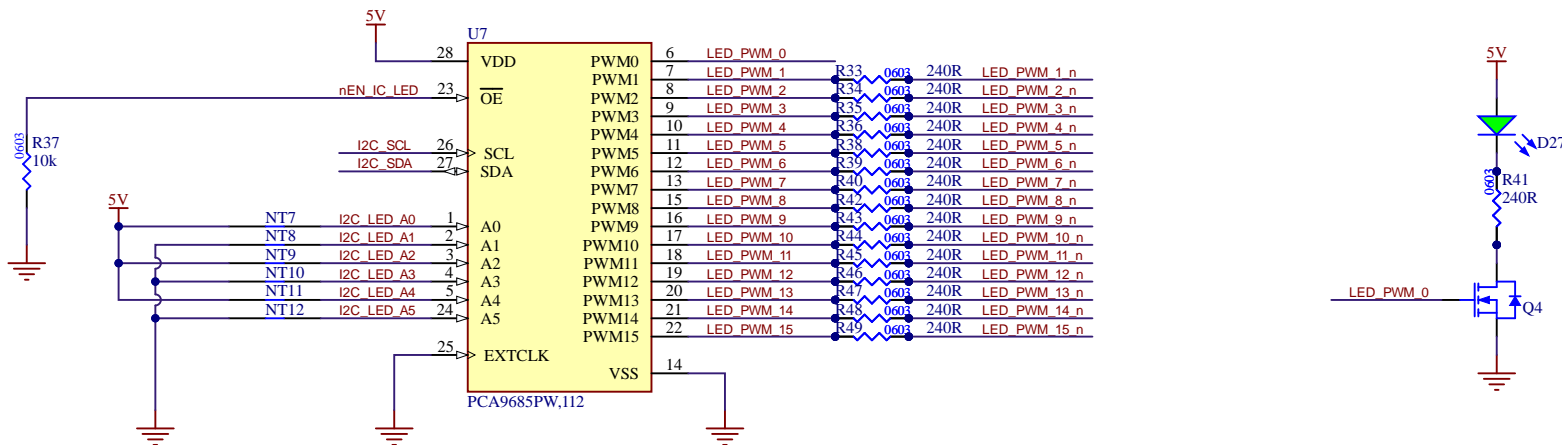 5V
U7
28 VDD PWM0 6 LED_PWM_0
5V
PWM1 7 LED_PWM_1 R33 0603 240R LED_PWM_1_n
nEN_IC_LED 23 OE PWM2 8 LED_PWM_2 R34 0603 240R LED_PWM_2_n
PWM3 9 LED_PWM_3 R35 0603 240R LED_PWM_3_n
PWM4 10 LED_PWM_4 R36 0603 240R LED_PWM_4_n
0603 R37 10k
I2C_SCL 26 SCL PWM5 11 LED_PWM_5 R38 0603 240R LED_PWM_5_n
D27
I2C_SDA 27 SDA PWM6 12 LED_PWM_6 R39 0603 240R LED_PWM_6_n
PWM7 13 LED_PWM_7 R40 0603 240R LED_PWM_7_n
0603 R41 240R
5V
PWM8 15 LED_PWM_8 R42 0603 240R LED_PWM_8_n
NT7 I2C_LED_A0 1 A0 PWM9 16 LED_PWM_9 R43 0603 240R LED_PWM_9_n
NT8 I2C_LED_A1 2 A1 PWM10 17 LED_PWM_10 R44 0603 240R LED_PWM_10_n
NT9 I2C_LED_A2 3 A2 PWM11 18 LED_PWM_11 R45 0603 240R LED_PWM_11_n
NT10 I2C_LED_A3 4 A3 PWM12 19 LED_PWM_12 R46 0603 240R LED_PWM_12_n
NT11 I2C_LED_A4 5 A4 PWM13 20 LED_PWM_13 R47 0603 240R LED_PWM_13_n
LED_PWM_0 Q4
NT12 I2C_LED_A5 24 A5 PWM14 21 LED_PWM_14 R48 0603 240R LED_PWM_14_n
PWM15 22 LED_PWM_15 R49 0603 240R LED_PWM_15_n
25 EXTCLK
VSS 14
PCA9685PW,112